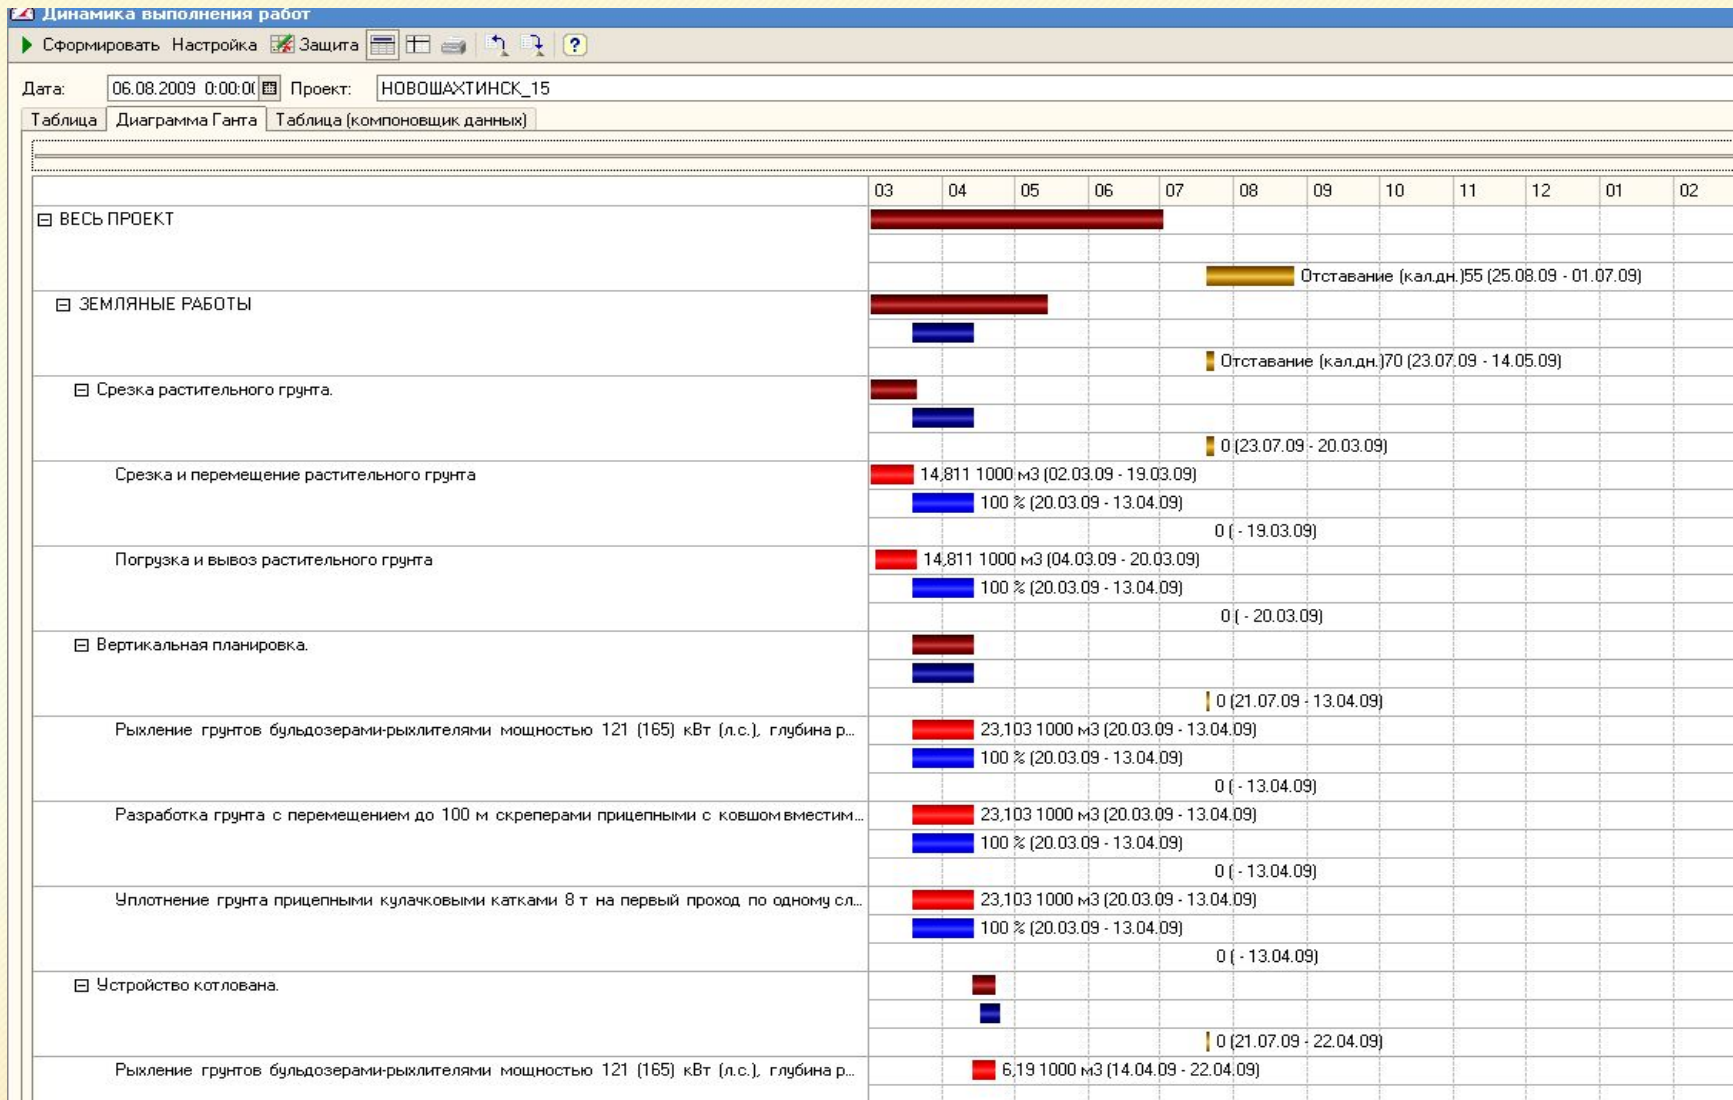 Динамика выполнения работ
Сформировать Настройка Защита ?
Дата: 06.08.2009 0:00:0( Проект: НОВОШАХТИНСК_15
Таблица Диаграмма Ганта Таблица (компоновщик данных)
03 04 05 06 07 08 09 10 11 12 01 02
ВЕСЬ ПРОЕКТ
Отставание (кал.дн.)55 (25.08.09 - 01.07.09)
ЗЕМЛЯНЫЕ РАБОТЫ
Отставание (кал.дн.)70 (23.07.09 - 14.05.09)
Срезка растительного грунта.
0 (23.07.09 - 20.03.09)
Срезка и перемещение растительного грунта 14,811 1000 м3 (02.03.09 - 19.03.09)
100 % (20.03.09 - 13.04.09)
0 ( - 19.03.09)
Погрузка и вывоз растительного грунта 14,811 1000 м3 (04.03.09 - 20.03.09)
100 % (20.03.09 - 13.04.09)
0 ( - 20.03.09)
Вертикальная планировка.
0 (21.07.09 - 13.04.09)
Рыхление грунтов бульдозерами-рыхлителями мощностью 121 (165) кВт (л.с.), глубина р... 23,103 1000 м3 (20.03.09 - 13.04.09)
100 % (20.03.09 - 13.04.09)
0 ( - 13.04.09)
Разработка грунта с перемещением до 100 м скреперами прицепными с ковшом вместим... 23,103 1000 м3 (20.03.09 - 13.04.09)
100 % (20.03.09 - 13.04.09)
0 ( - 13.04.09)
Уплотнение грунта прицепными кулачковыми катками 8 т на первый проход по одному сл... 23,103 1000 м3 (20.03.09 - 13.04.09)
100 % (20.03.09 - 13.04.09)
0 ( - 13.04.09)
Устройство котлована.
0 (21.07.09 - 22.04.09)
Рыхление грунтов бульдозерами-рыхлителями мощностью 121 (165) кВт (л.с.), глубина р... 6,19 1000 м3 (14.04.09 - 22.04.09)